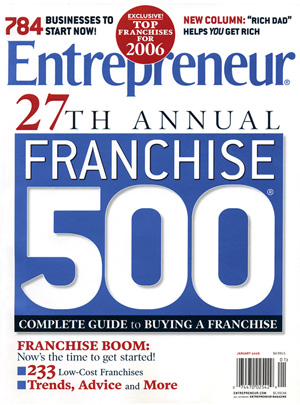 784 BUSINESSES TO
START NOW!
EXCLUSIVE!
TOP
FRANCHISES
FOR
2006
NEW COLUMN: "RICH DAD"
HELPS YOU GET RICH
Entrepreneur®
27TH ANNUAL
FRANCHISE
500®
COMPLETE GUIDE to BUYING A FRANCHISE
FRANCHISE BOOM:
Now's the time to get started!
233 Low-Cost Franchises
Trends, Advice and More
JANUARY 2006
ENTREPRENEUR.COM